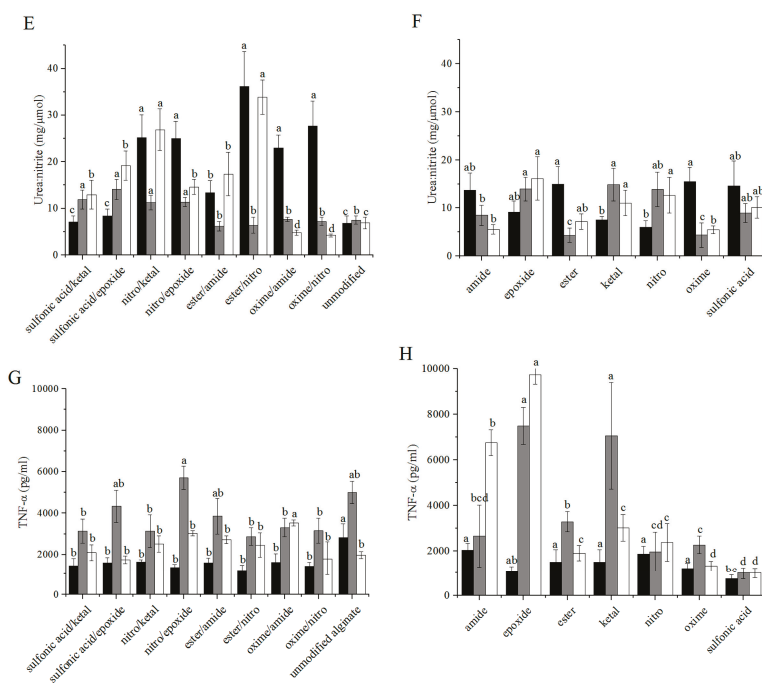 E
Urea:nitrite (mg/μmol)
40
30
20
10
0
c a a
c a b
a a a
a a b
a b b
a b a
a b c
a b c
c b c
sulfonic acid/ketal
sulfonic acid/epoxide
nitro/ketal
nitro/epoxide
ester/amide
ester/nitro
oxime/amide
oxime/nitro
unmodified
F
Urea:nitrite (mg/μmol)
40
30
20
10
0
ab b b
ab a a
a c ab
b a a
b ab a
a c b
ab ab ab
amide
epoxide
ester
ketal
nitro
oxime
sulfonic acid
G
TNF-α (pg/ml)
10000
8000
6000
4000
2000
0
b b b
b ab b
b b b
b a b
b ab b
b b b
b b a
b b b
a ab b
sulfonic acid/ketal
sulfonic acid/epoxide
nitro/ketal
nitro/epoxide
ester/amide
ester/nitro
oxime/amide
oxime/nitro
unmodified alginate
H
TNF-α (pg/ml)
10000
8000
6000
4000
2000
0
a bcd b
ab a a
a b c
a a c
a cd c
a c d
d d
amide
epoxide
ester
ketal
nitro
oxime
sulfonic acid